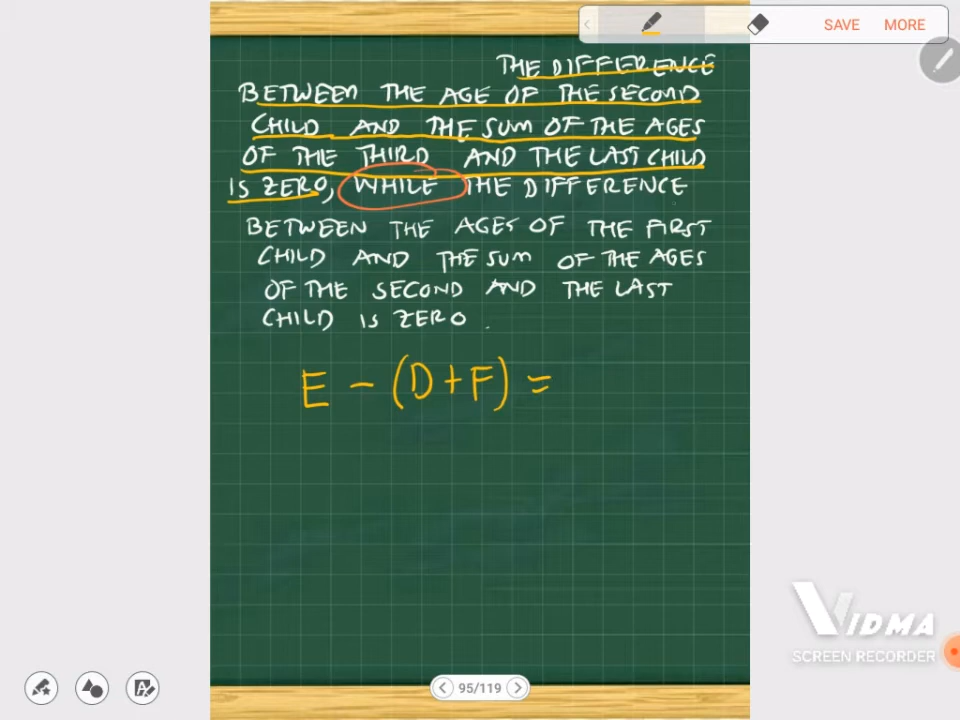 SAVE MORE
THE DIFFERENCE
BETWEEN THE AGE OF THE SECOND
CHILD AND THE SUM OF THE AGES
OF THE THIRD AND THE LAST CHILD
IS ZERO, WHILE THE DIFFERENCE
BETWEEN THE AGES OF THE FIRST
CHILD AND THE SUM OF THE AGES
OF THE SECOND AND THE LAST
CHILD IS ZERO.
E - (D+F) =
VIDMA
SCREEN RECORDER
95/119